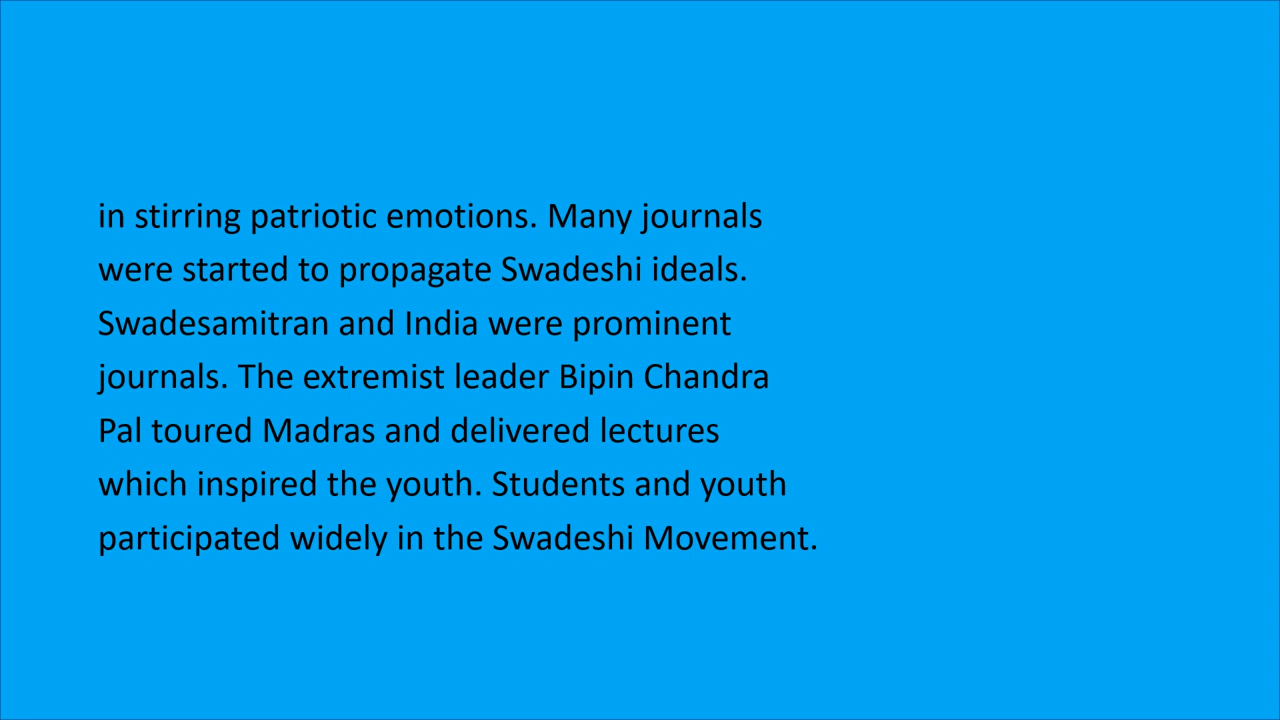 in stirring patriotic emotions. Many journals
were started to propagate Swadeshi ideals.
Swadesamitran and India were prominent
journals. The extremist leader Bipin Chandra
Pal toured Madras and delivered lectures
which inspired the youth. Students and youth
participated widely in the Swadeshi Movement.